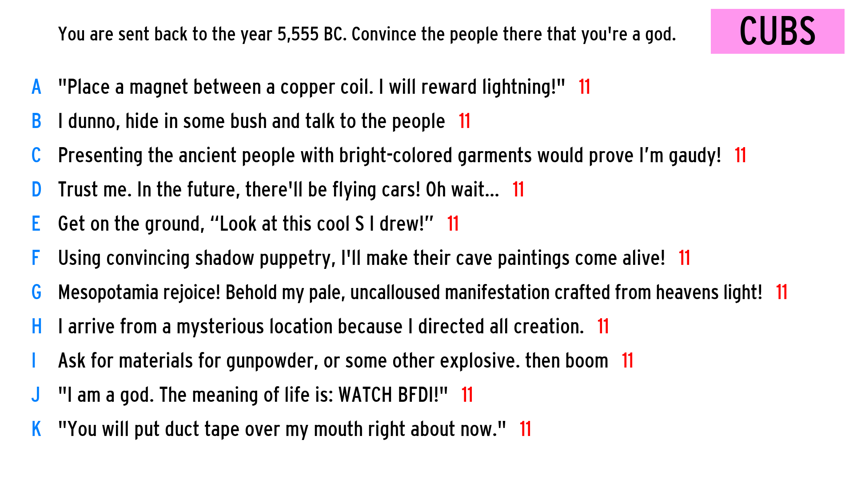 You are sent back to the year 5,555 BC. Convince the people there that you're a god.
CUBS
A "Place a magnet between a copper coil. I will reward lightning!" 11
B I dunno, hide in some bush and talk to the people 11
C Presenting the ancient people with bright-colored garments would prove I’m gaudy! 11
D Trust me. In the future, there'll be flying cars! Oh wait... 11
E Get on the ground, “Look at this cool S I drew!” 11
F Using convincing shadow puppetry, I'll make their cave paintings come alive! 11
G Mesopotamia rejoice! Behold my pale, uncalloused manifestation crafted from heavens light! 11
H I arrive from a mysterious location because I directed all creation. 11
I Ask for materials for gunpowder, or some other explosive. then boom 11
J "I am a god. The meaning of life is: WATCH BFDI!" 11
K "You will put duct tape over my mouth right about now." 11